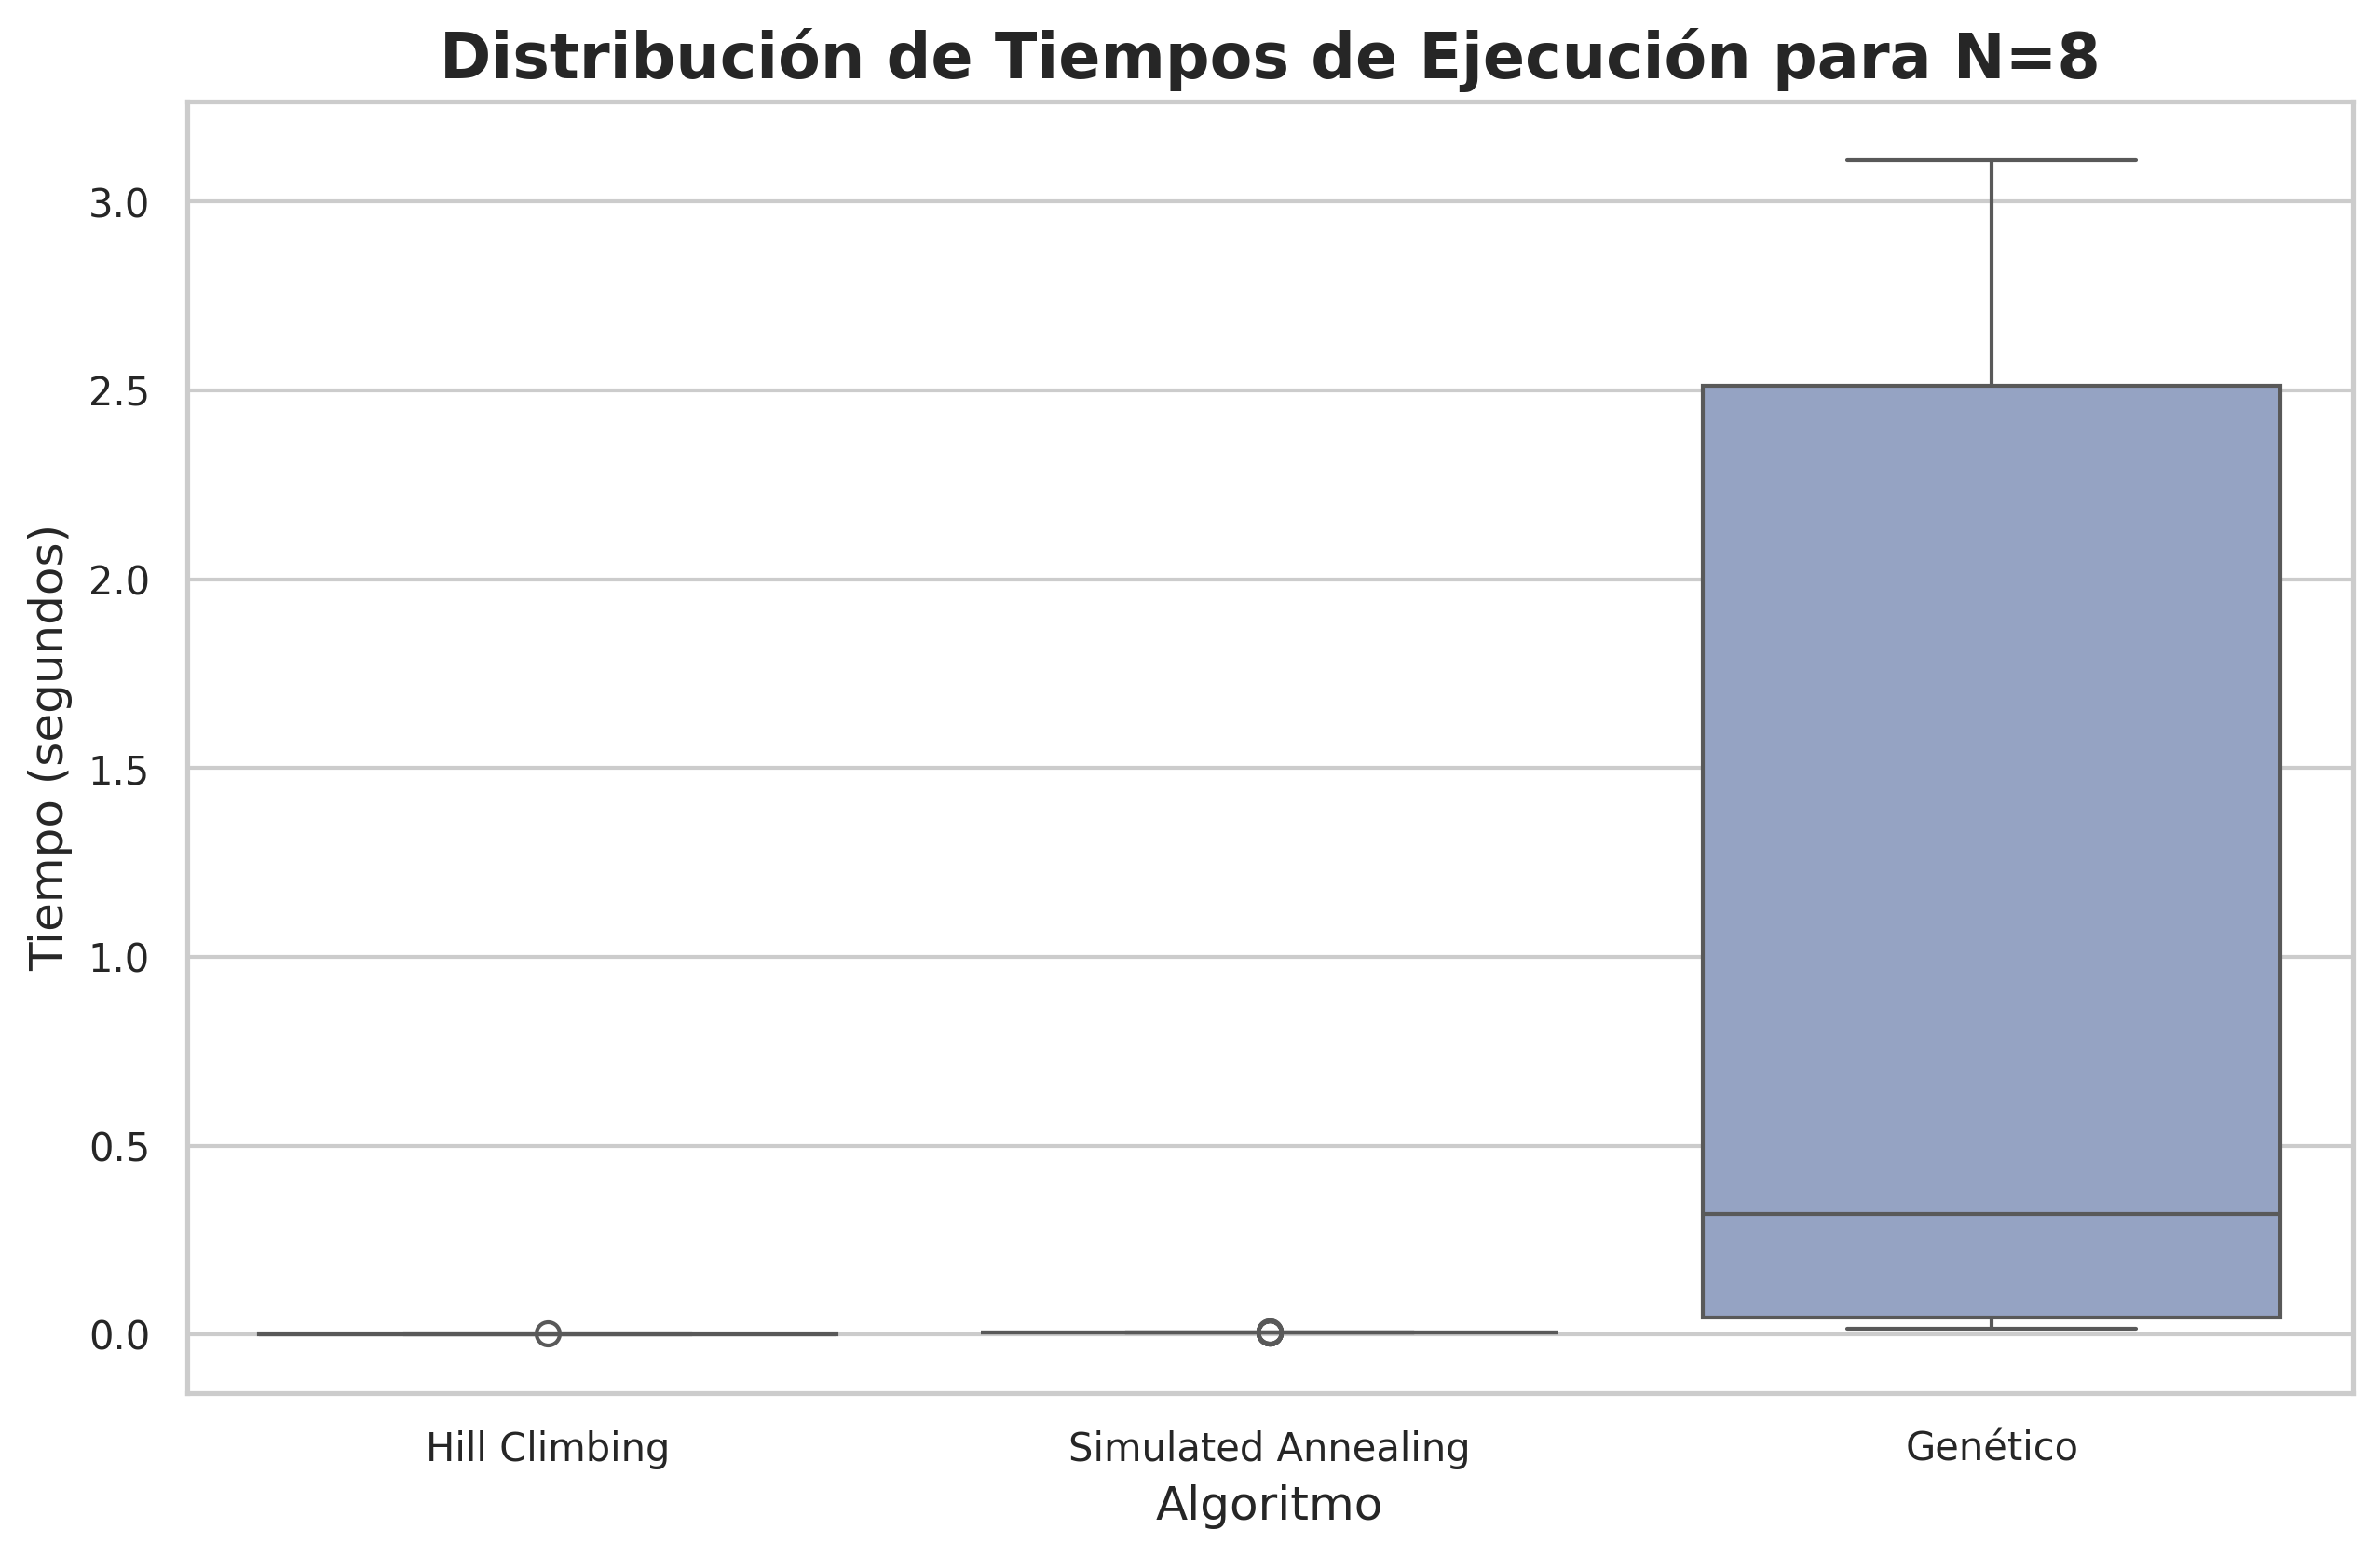 Distribución de Tiempos de Ejecución para N=8
Tiempo (segundos)
3.0
2.5
2.0
1.5
1.0
0.5
0.0
Hill Climbing
Simulated Annealing
Genético
Algoritmo